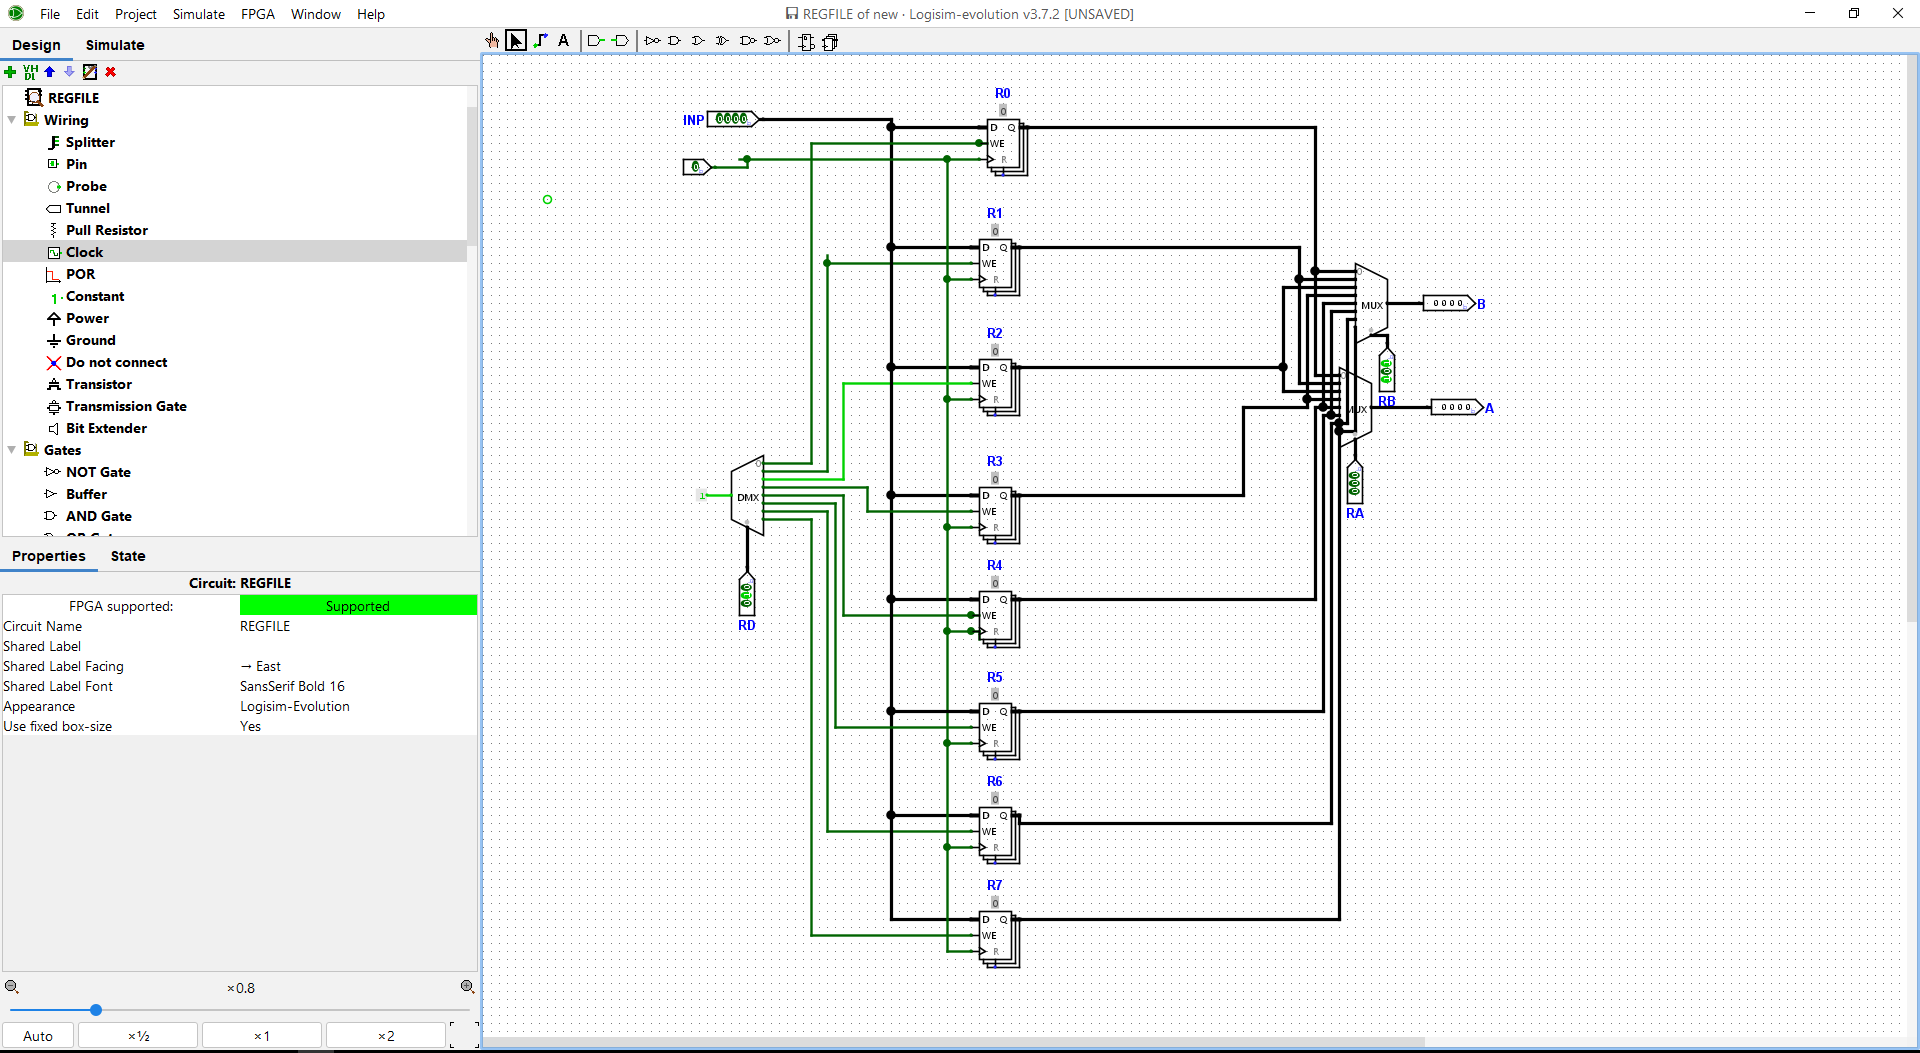 REGFILE of new · Logisim-evolution v3.7.2 [UNSAVED]
File Edit Project Simulate FPGA Window Help
Design Simulate
VH
DL
A
REGFILE
Wiring
Splitter
Pin
Probe
Tunnel
Pull Resistor
Clock
POR
1 Constant
Power
Ground
Do not connect
Transistor
Transmission Gate
Bit Extender
Gates
NOT Gate
Buffer
AND Gate
Properties State
Circuit: REGFILE
FPGA supported: Supported
Circuit Name REGFILE
Shared Label
Shared Label Facing → East
Shared Label Font SansSerif Bold 16
Appearance Logisim-Evolution
Use fixed box-size Yes
×0.8
Auto ×½ ×1 ×2
INP 0000
0
R0
0
D Q
WE
R
R1
0
D Q
WE
R
R2
0
D Q
WE
R
R3
0
D Q
WE
R
R4
0
D Q
WE
R
R5
0
D Q
WE
R
R6
0
D Q
WE
R
R7
0
D Q
WE
R
1 DMX 0
RD
0 MUX
0000 B
RB
MUX
0000 A
RA